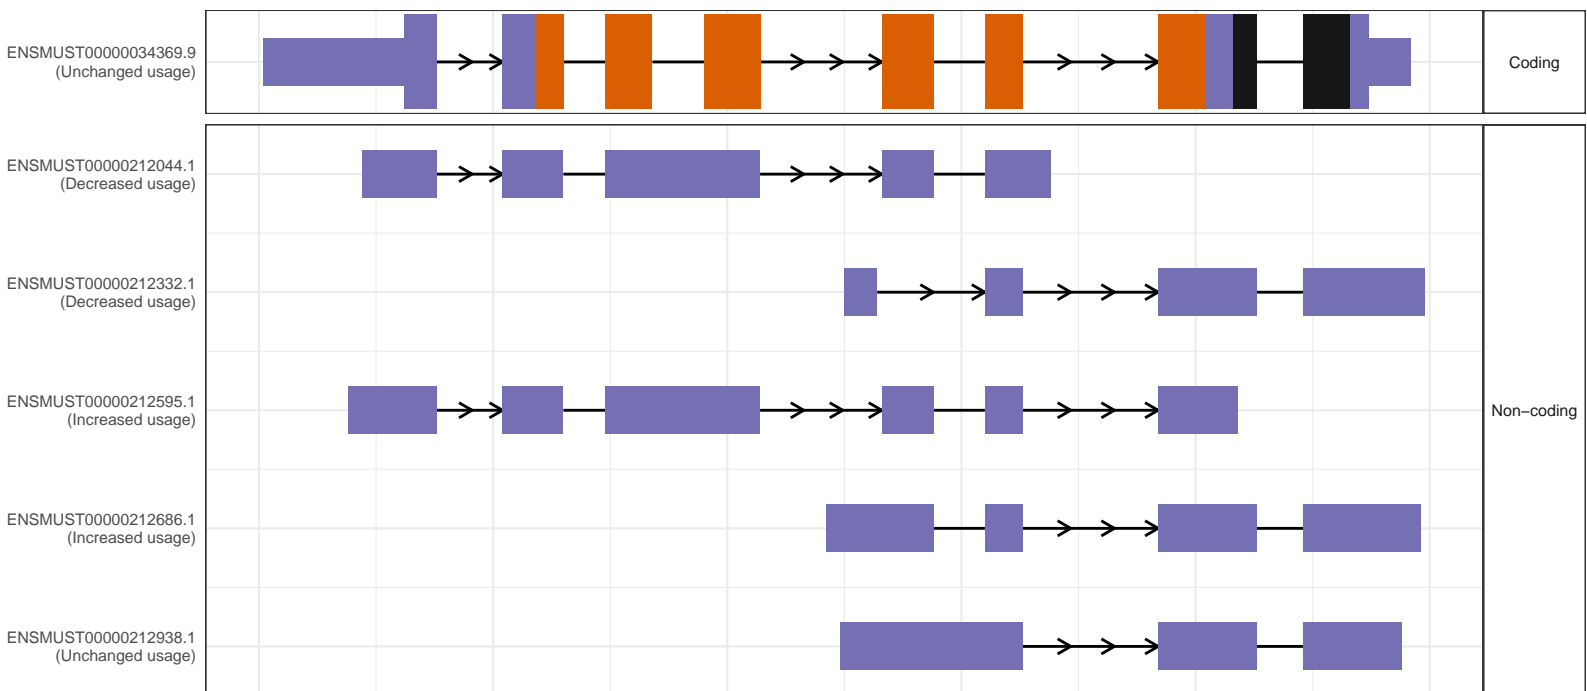 ENSMUST00000034369.9
(Unchanged usage)
Coding
ENSMUST00000212044.1
(Decreased usage)
ENSMUST00000212332.1
(Decreased usage)
ENSMUST00000212595.1
(Increased usage)
Non−coding
ENSMUST00000212686.1
(Increased usage)
ENSMUST00000212938.1
(Unchanged usage)